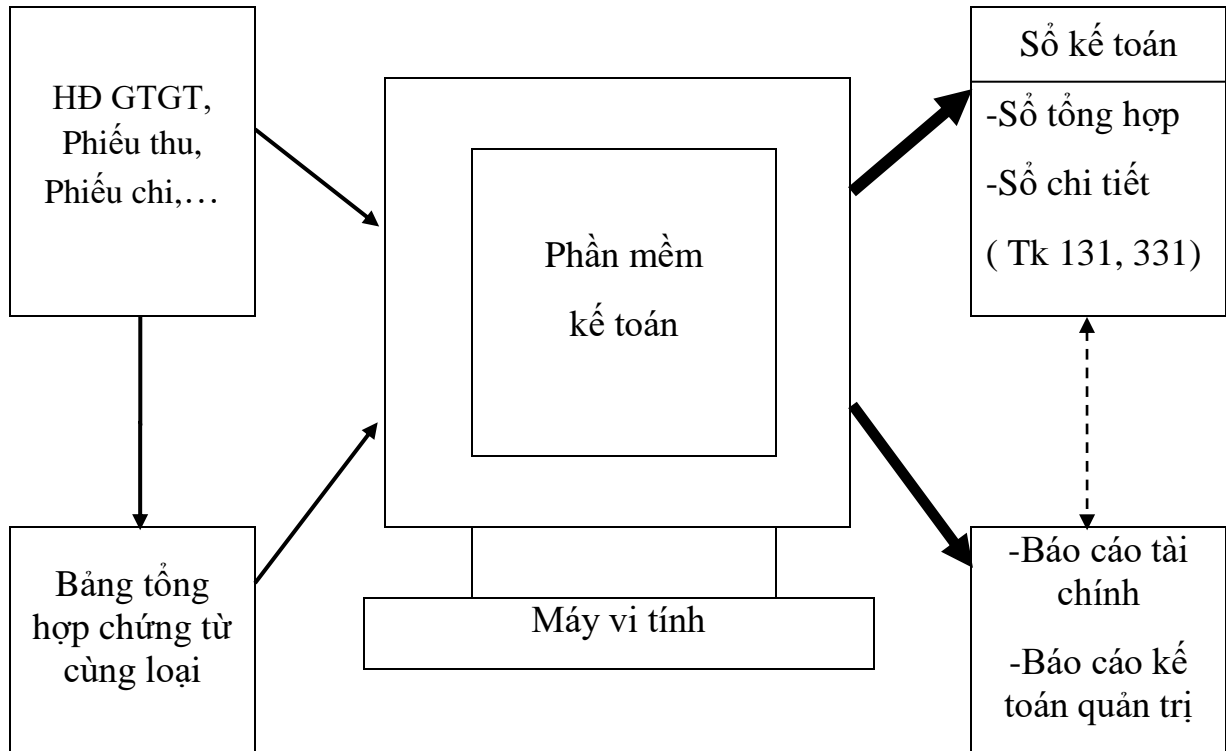 HĐ GTGT,
Phiếu thu,
Phiếu chi,…
Bảng tổng
hợp chứng từ
cùng loại
Phần mềm
kế toán
Máy vi tính
Sổ kế toán
-Sổ tổng hợp
-Sổ chi tiết
( Tk 131, 331)
-Báo cáo tài
chính
-Báo cáo kế
toán quản trị